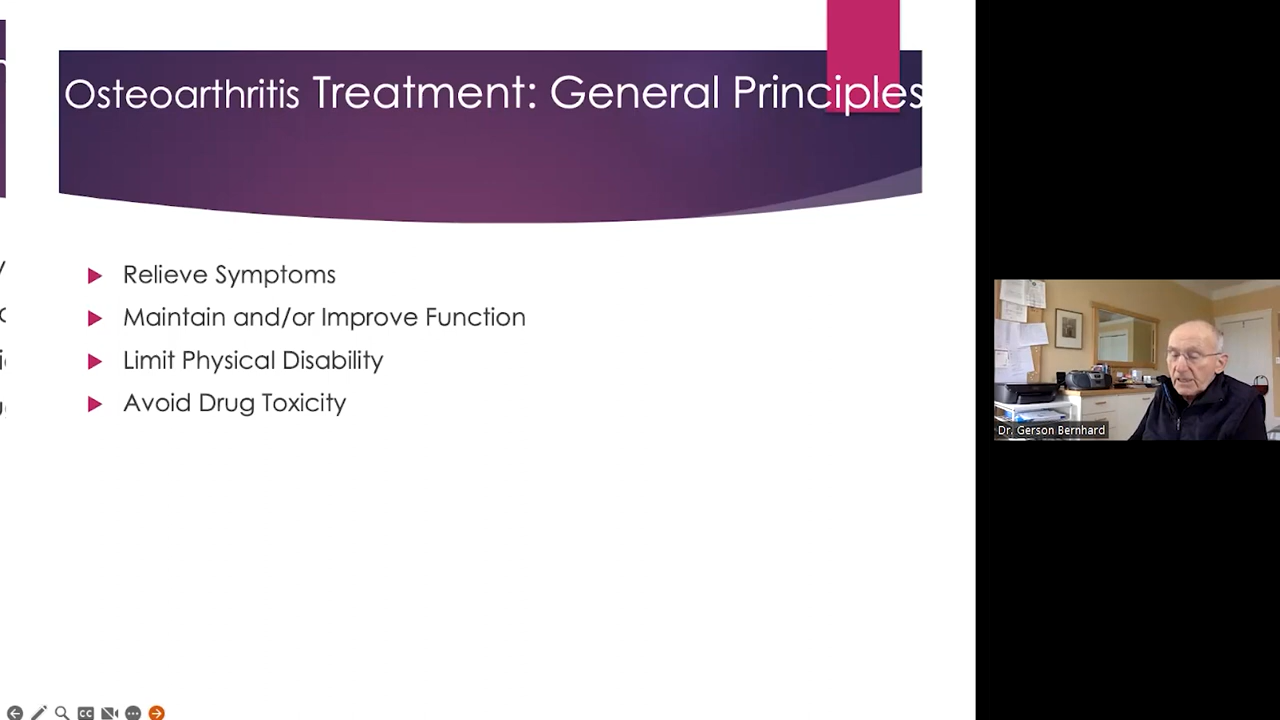 Osteoarthritis Treatment: General Principles
Relieve Symptoms
Maintain and/or Improve Function
Limit Physical Disability
Avoid Drug Toxicity
Dr. Gerson Bernhard
CC